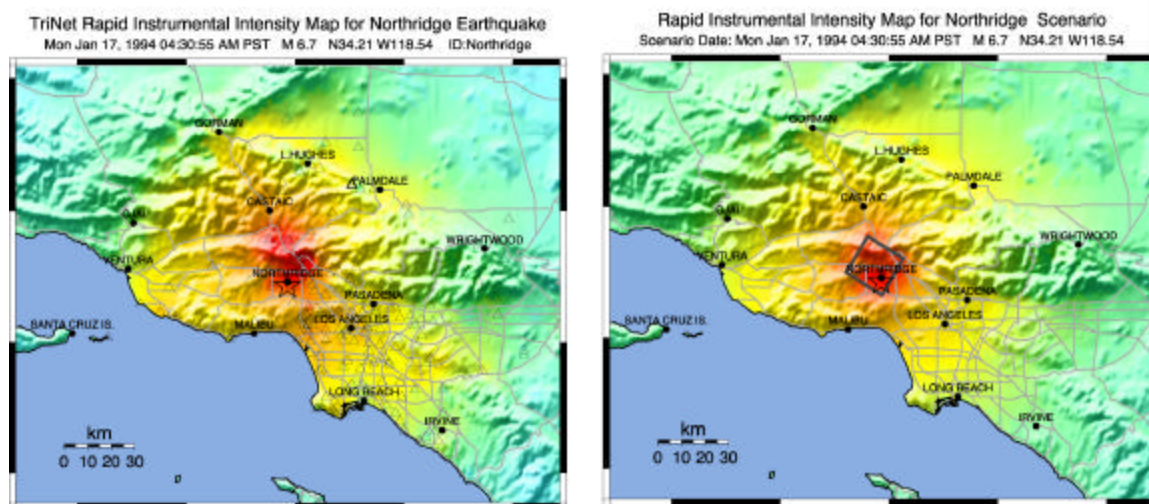 TriNet Rapid Instrumental Intensity Map for Northridge Earthquake
Mon Jan 17, 1994 04:30:55 AM PST M 6.7 N34.21 W118.54 ID:Northridge
GORMAN
L.HUGHES
PALMDALE
CASTAIC
OJAI
WRIGHTWOOD
VENTURA
NORTHRIDGE
PASADENA
SANTA CRUZ IS.
MALIBU
LOS ANGELES
LONG BEACH
IRVINE
km
0 10 20 30
Rapid Instrumental Intensity Map for Northridge Scenario
Scenario Date: Mon Jan 17, 1994 04:30:55 AM PST M 6.7 N34.21 W118.54
GORMAN
L.HUGHES
PALMDALE
CASTAIC
OJAI
WRIGHTWOOD
VENTURA
NORTHRIDGE
PASADENA
SANTA CRUZ IS.
MALIBU
LOS ANGELES
LONG BEACH
IRVINE
km
0 10 20 30